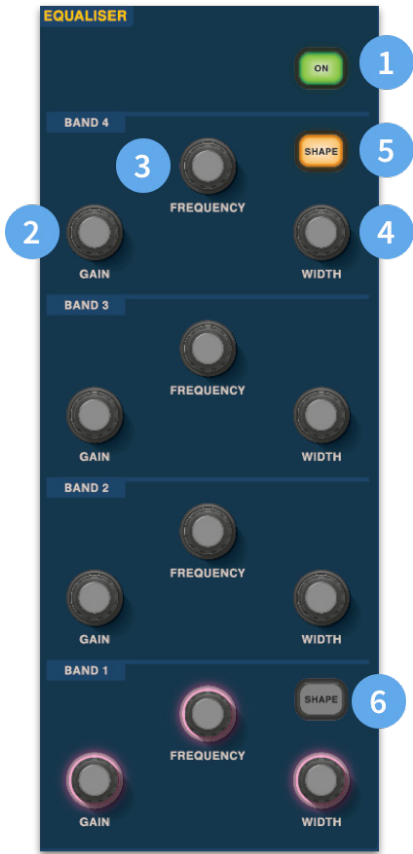 EQUALISER
ON
1
BAND 4
SHAPE
5
3
FREQUENCY
2
4
GAIN
WIDTH
BAND 3
FREQUENCY
GAIN
WIDTH
BAND 2
FREQUENCY
GAIN
WIDTH
BAND 1
SHAPE
6
FREQUENCY
GAIN
WIDTH